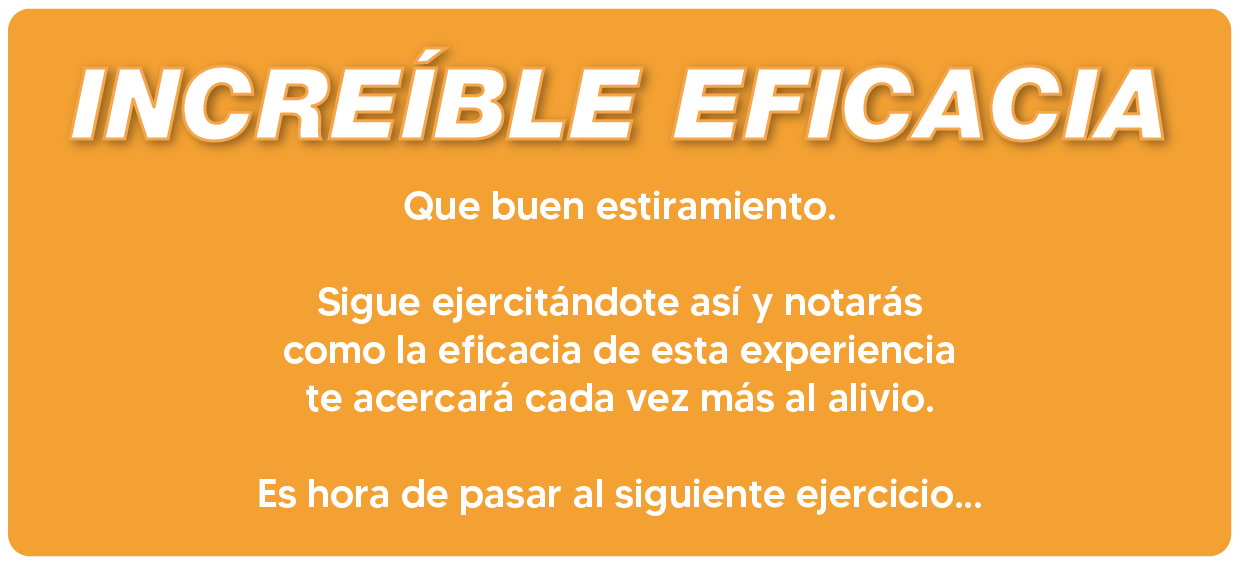 INCREÍBLE EFICACIA
Que buen estiramiento.
Sigue ejercitándote así y notarás
como la eficacia de esta experiencia
te acercará cada vez más al alivio.
Es hora de pasar al siguiente ejercicio...